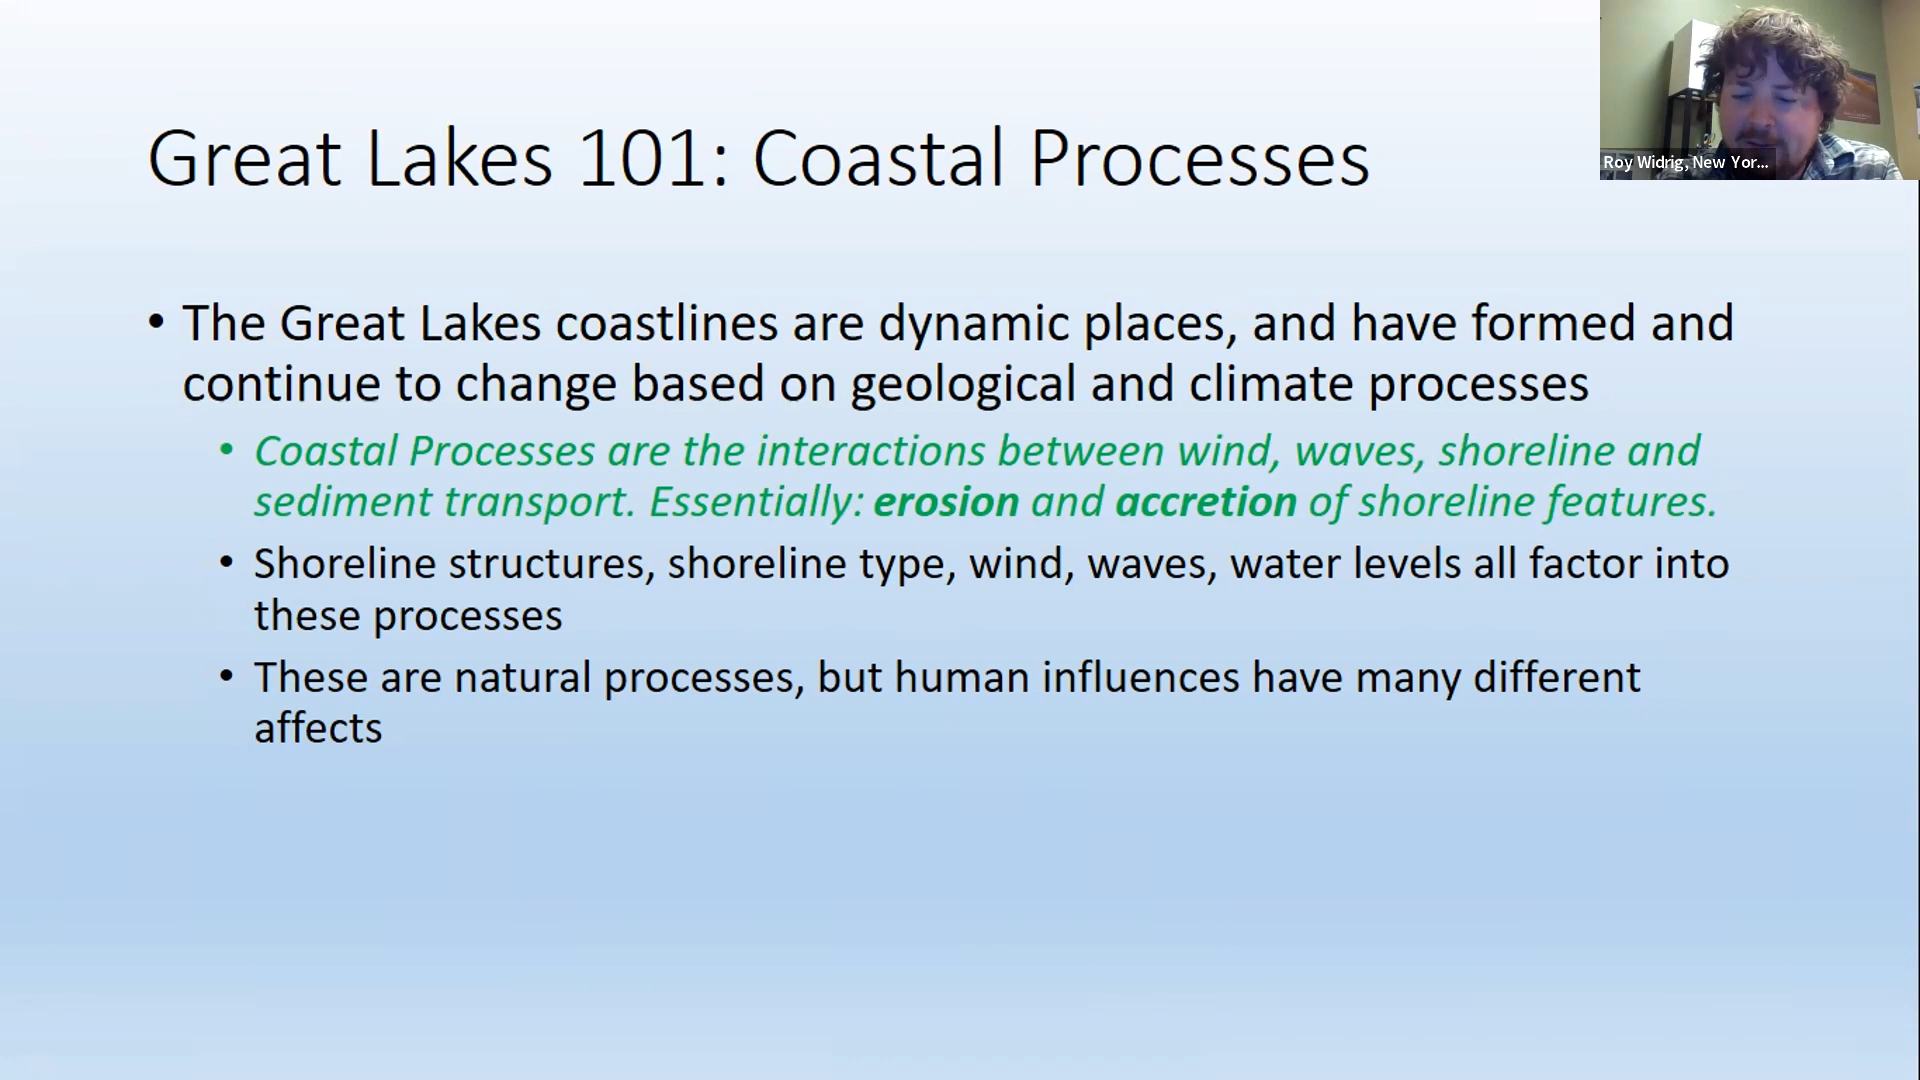 Great Lakes 101: Coastal Processes
Roy Widrig, New Yor...
• The Great Lakes coastlines are dynamic places, and have formed and
continue to change based on geological and climate processes
• Coastal Processes are the interactions between wind, waves, shoreline and
sediment transport. Essentially: erosion and accretion of shoreline features.
• Shoreline structures, shoreline type, wind, waves, water levels all factor into
these processes
• These are natural processes, but human influences have many different
affects